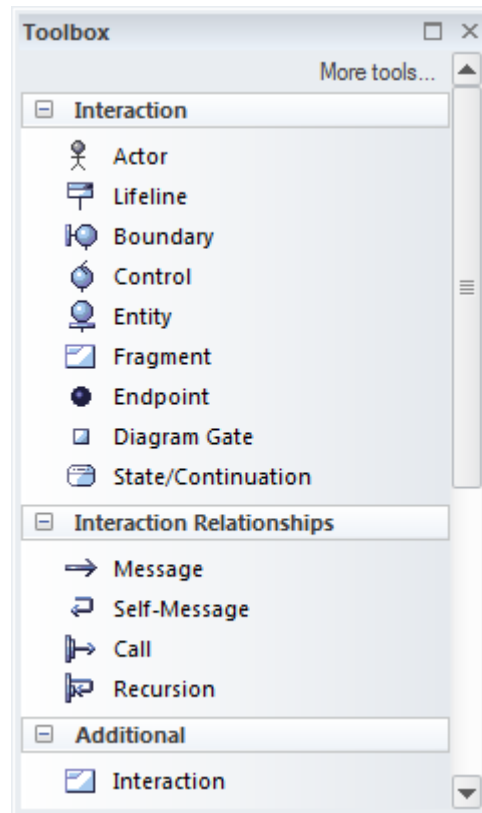 Toolbox
More tools...
Interaction
Actor
Lifeline
Boundary
Control
Entity
Fragment
Endpoint
Diagram Gate
State/Continuation
Interaction Relationships
Message
Self-Message
Call
Recursion
Additional
Interaction